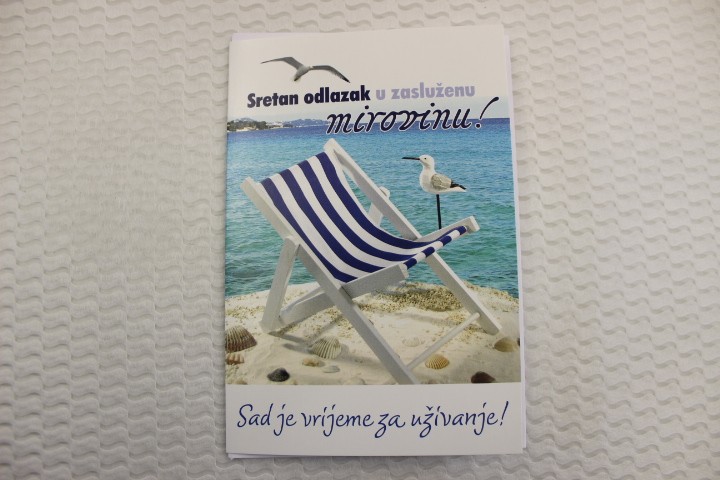 Sretan odlazak u zasluženu
mirovinu!
Sad je vrijeme za uživanje!